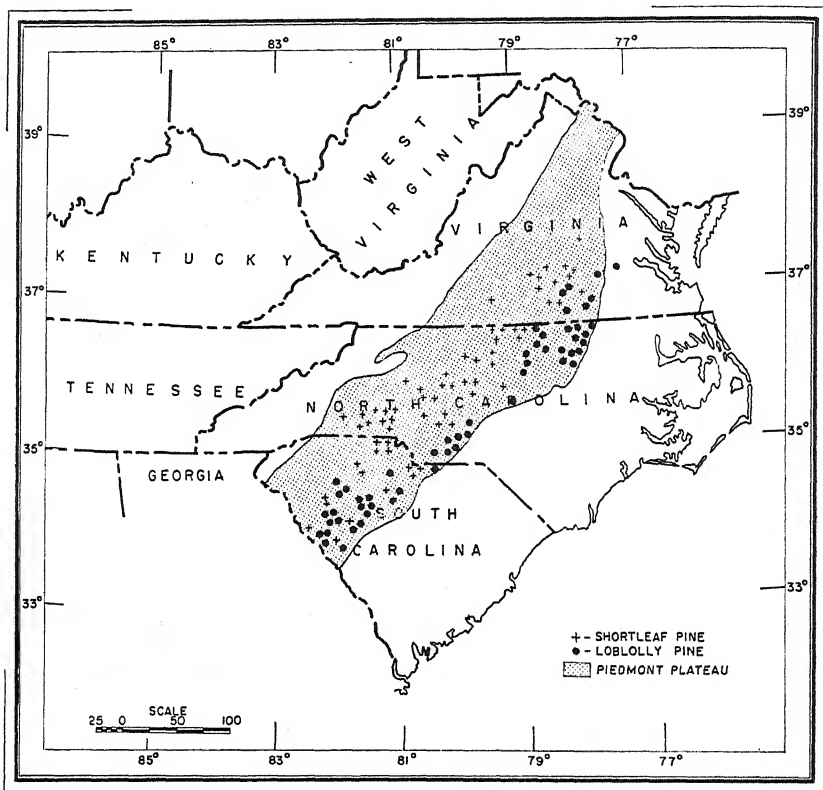 85° 83° 81° 79° 77°
39° 39°
WEST
VIRGINIA
VIRGINIA
KENTUCKY
37° 37°
TENNESSEE
NORTH CAROLINA
35° 35°
GEORGIA
SOUTH
CAROLINA
33° 33°
+ - SHORTLEAF PINE
● - LOBLOLLY PINE
PIEDMONT PLATEAU
SCALE
25 0 50 100
85° 83° 81° 79° 77°